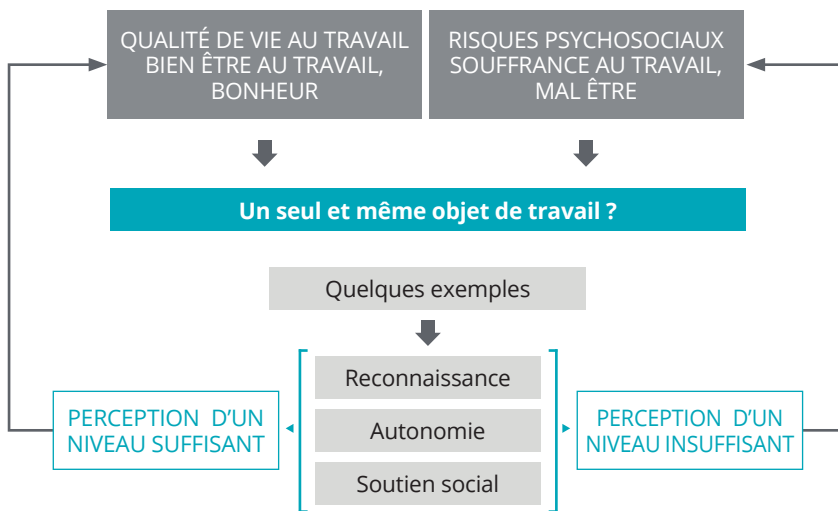 QUALITÉ DE VIE AU TRAVAIL
BIEN ÊTRE AU TRAVAIL,
BONHEUR
RISQUES PSYCHOSOCIAUX
SOUFFRANCE AU TRAVAIL,
MAL ÊTRE
Un seul et même objet de travail ?
Quelques exemples
Reconnaissance
Autonomie
Soutien social
PERCEPTION D'UN
NIVEAU SUFFISANT
PERCEPTION D'UN
NIVEAU INSUFFISANT